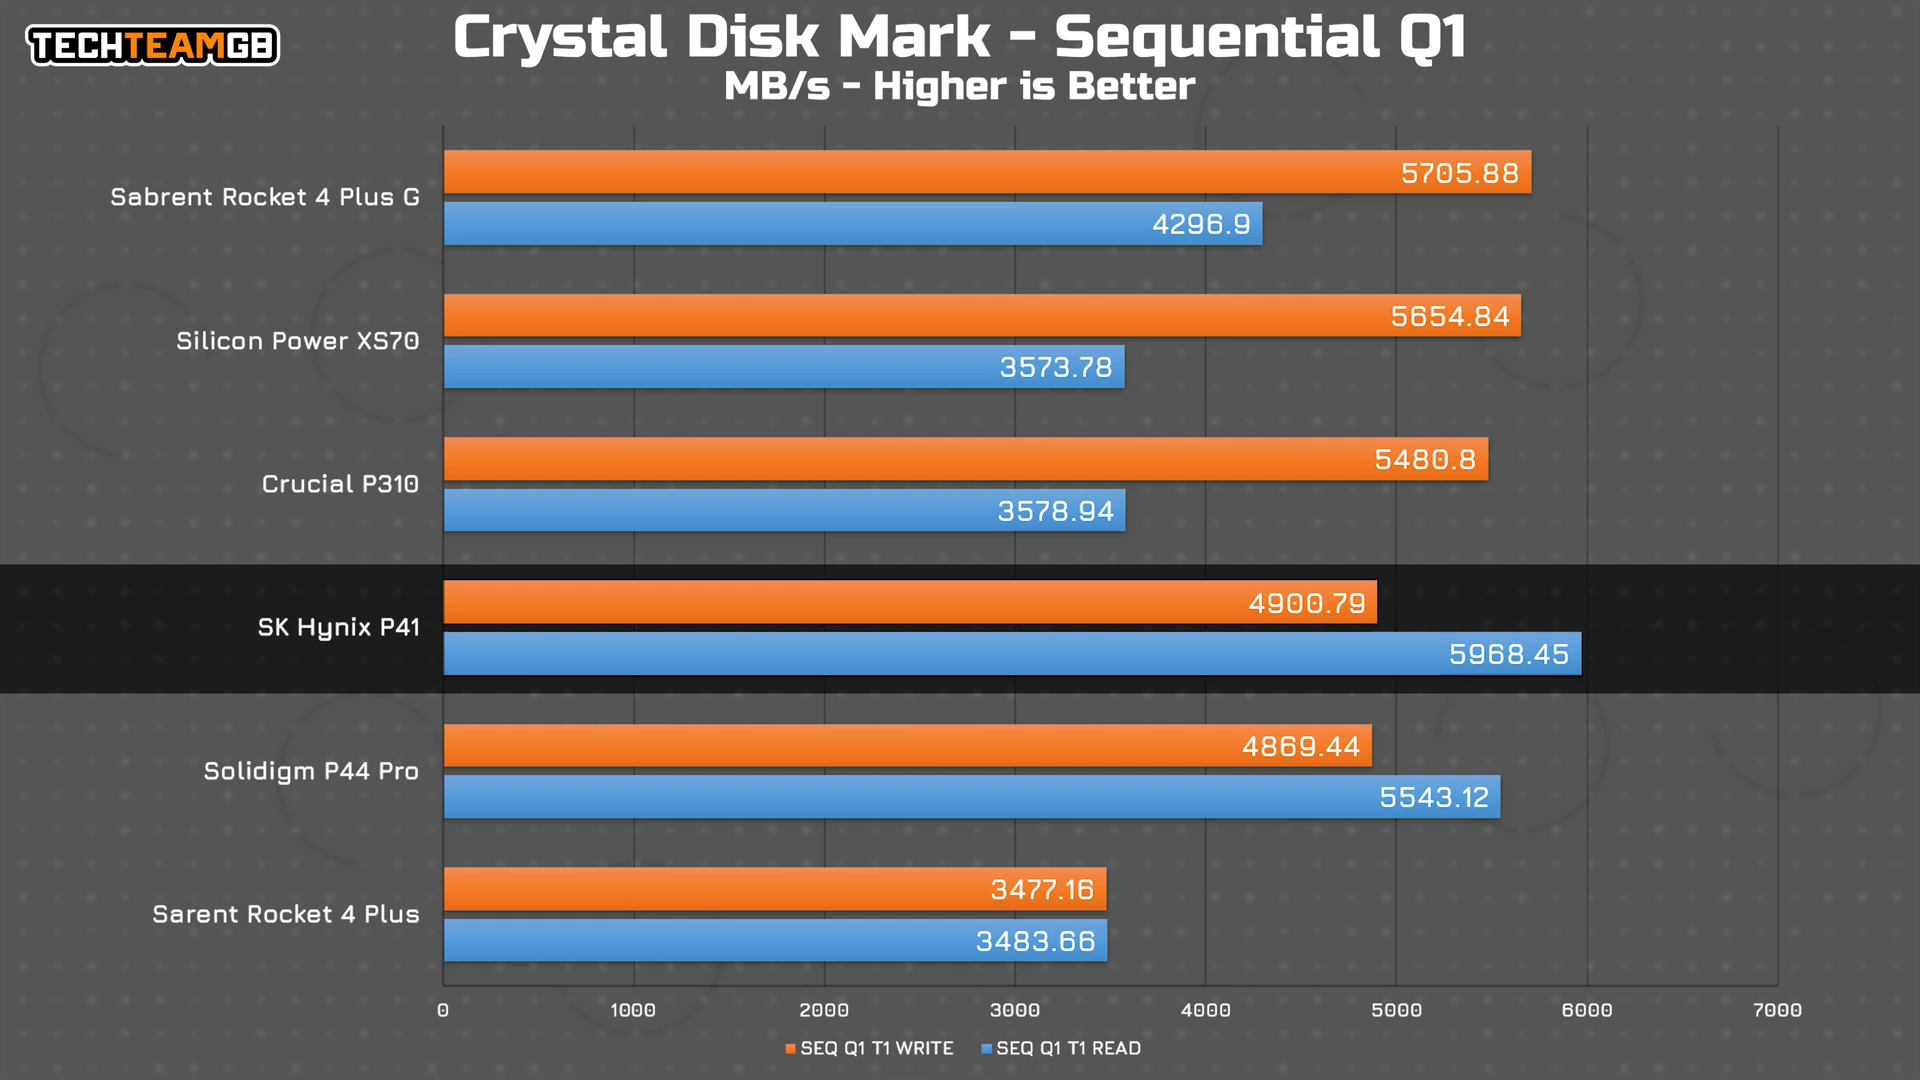 TECHTEAMGB
Crystal Disk Mark - Sequential Q1
MB/s - Higher is Better
Sabrent Rocket 4 Plus G
5705.88
4296.9
Silicon Power XS70
5654.84
3573.78
Crucial P310
5480.8
3578.94
SK Hynix P41
4900.79
5968.45
Solidigm P44 Pro
4869.44
5543.12
Sarent Rocket 4 Plus
3477.16
3483.66
0 1000 2000 3000 4000 5000 6000 7000
SEQ Q1 T1 WRITE SEQ Q1 T1 READ